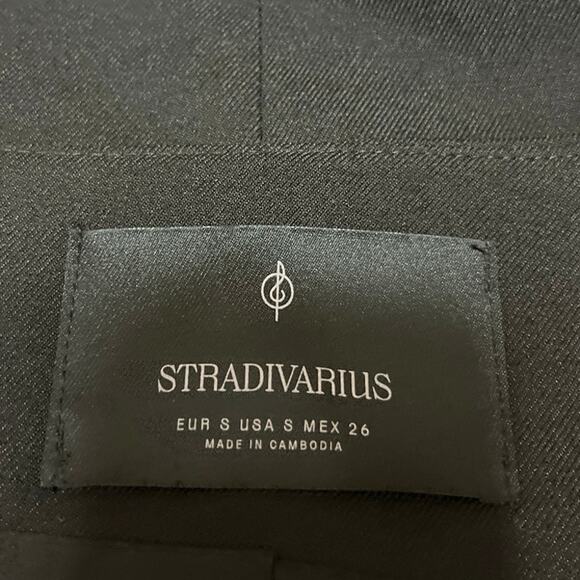 STRADIVARIUS
EUR S USA S MEX 26
MADE IN CAMBODIA